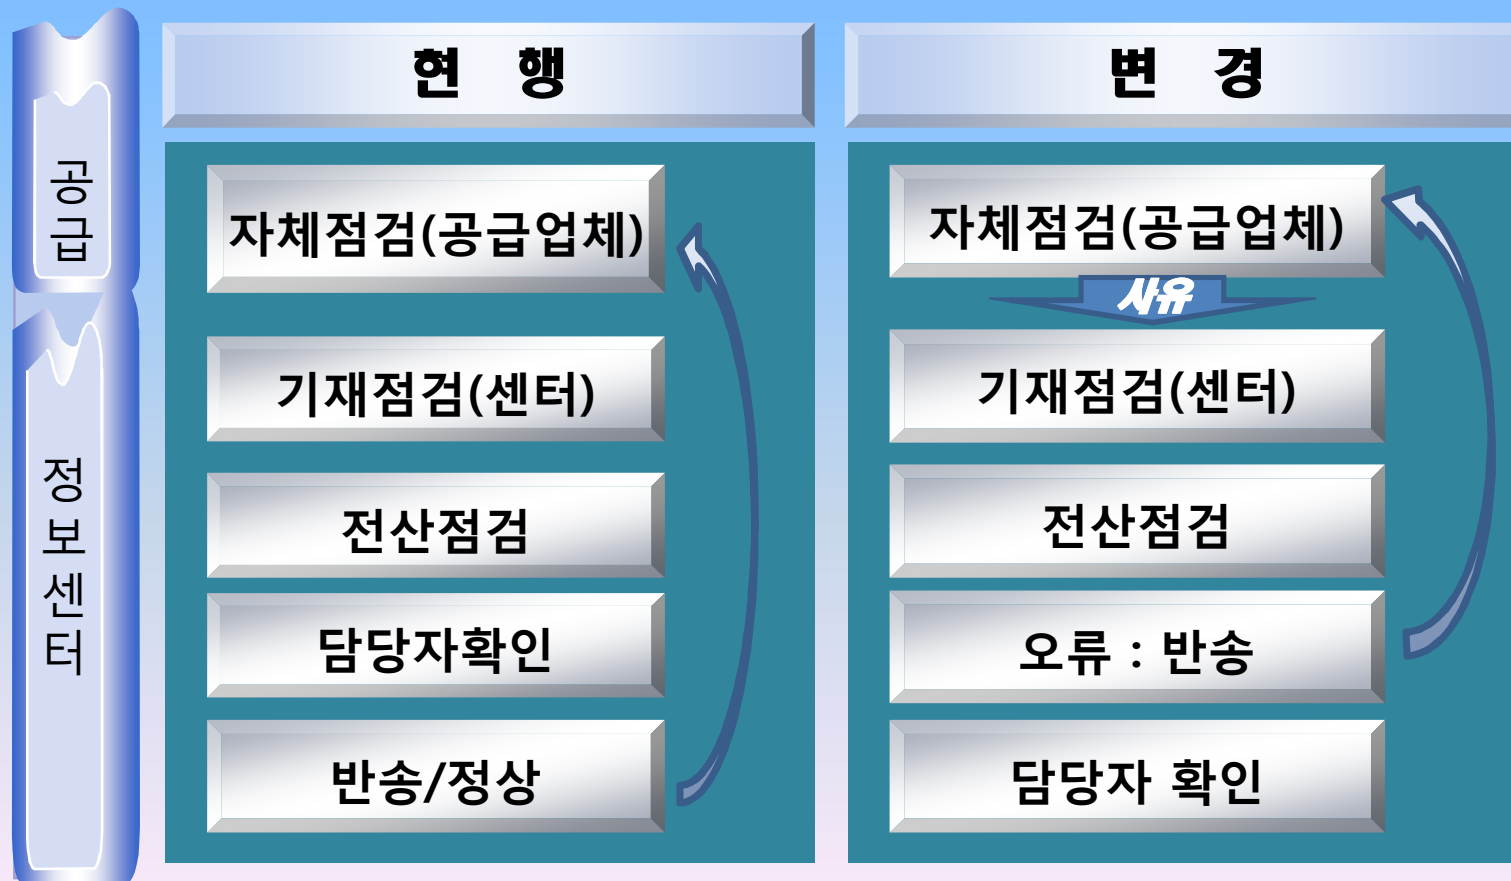 현 행
변 경
공급
정보센터
자체점검(공급업체)
기재점검(센터)
전산점검
담당자확인
반송/정상
자체점검(공급업체)
사유
기재점검(센터)
전산점검
오류 : 반송
담당자 확인